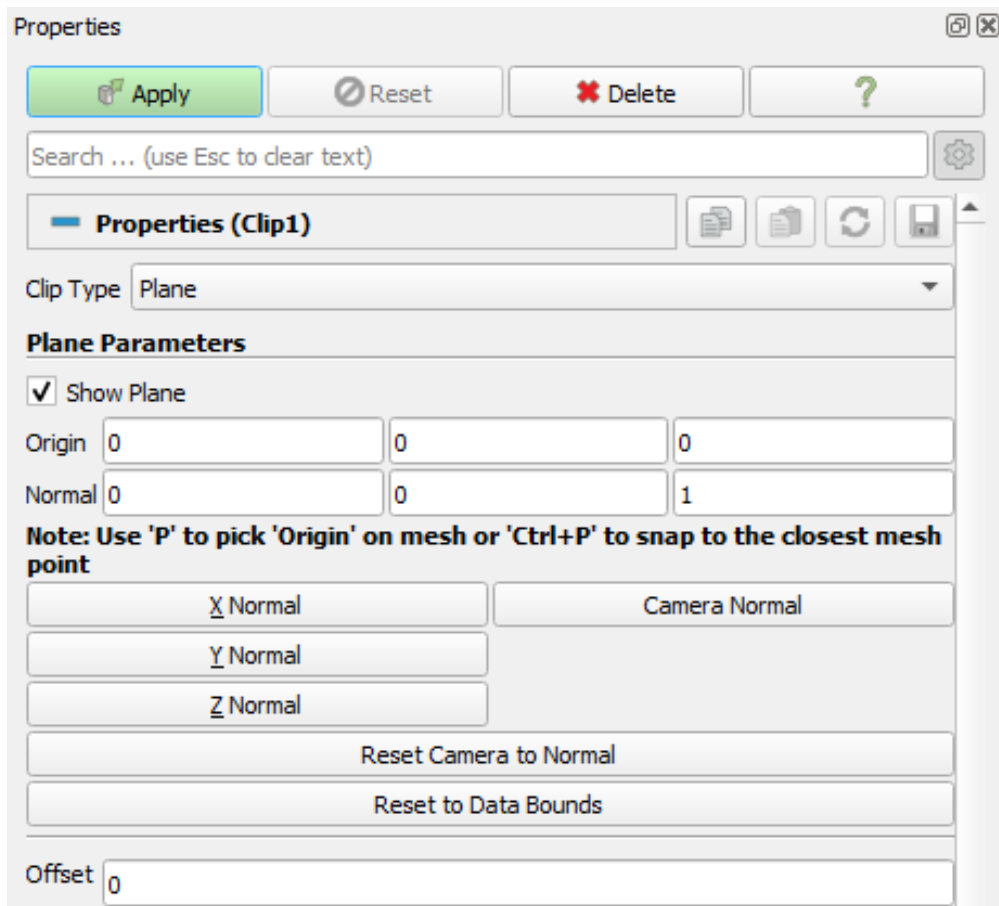 Properties
Apply Reset Delete ?
Search ... (use Esc to clear text)
Properties (Clip1)
Clip Type Plane
Plane Parameters
Show Plane
Origin 0 0 0
Normal 0 0 1
Note: Use 'P' to pick 'Origin' on mesh or 'Ctrl+P' to snap to the closest mesh
point
X Normal Camera Normal
Y Normal
Z Normal
Reset Camera to Normal
Reset to Data Bounds
Offset 0